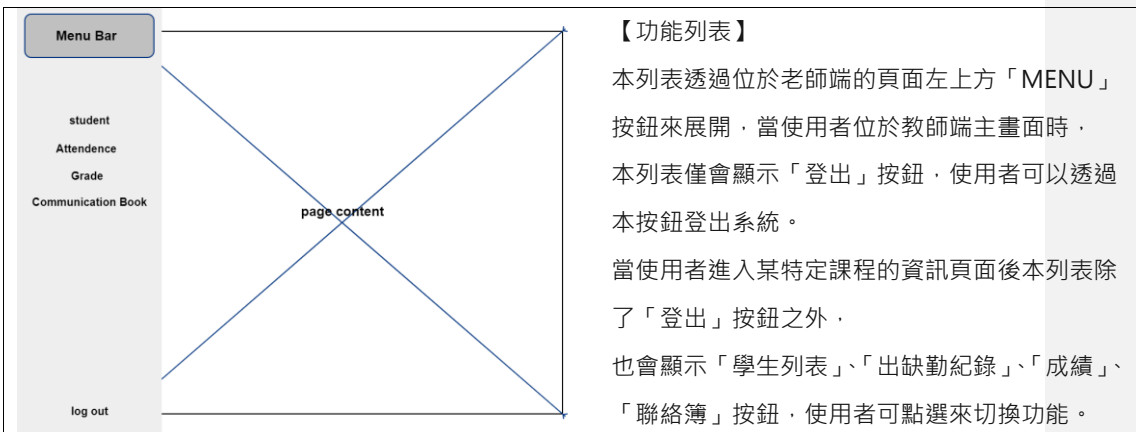 Menu Bar
student
Attendence
Grade
Communication Book
page content
log out
【功能列表】
本列表透過位於老師端的頁面左上方「MENU」
按鈕來展開，當使用者位於教師端主畫面時，
本列表僅會顯示「登出」按鈕，使用者可以透過
本按鈕登出系統。
當使用者進入某特定課程的資訊頁面後本列表除
了「登出」按鈕之外，
也會顯示「學生列表」、「出缺勤紀錄」、「成績」、
「聯絡簿」按鈕，使用者可點選來切換功能。